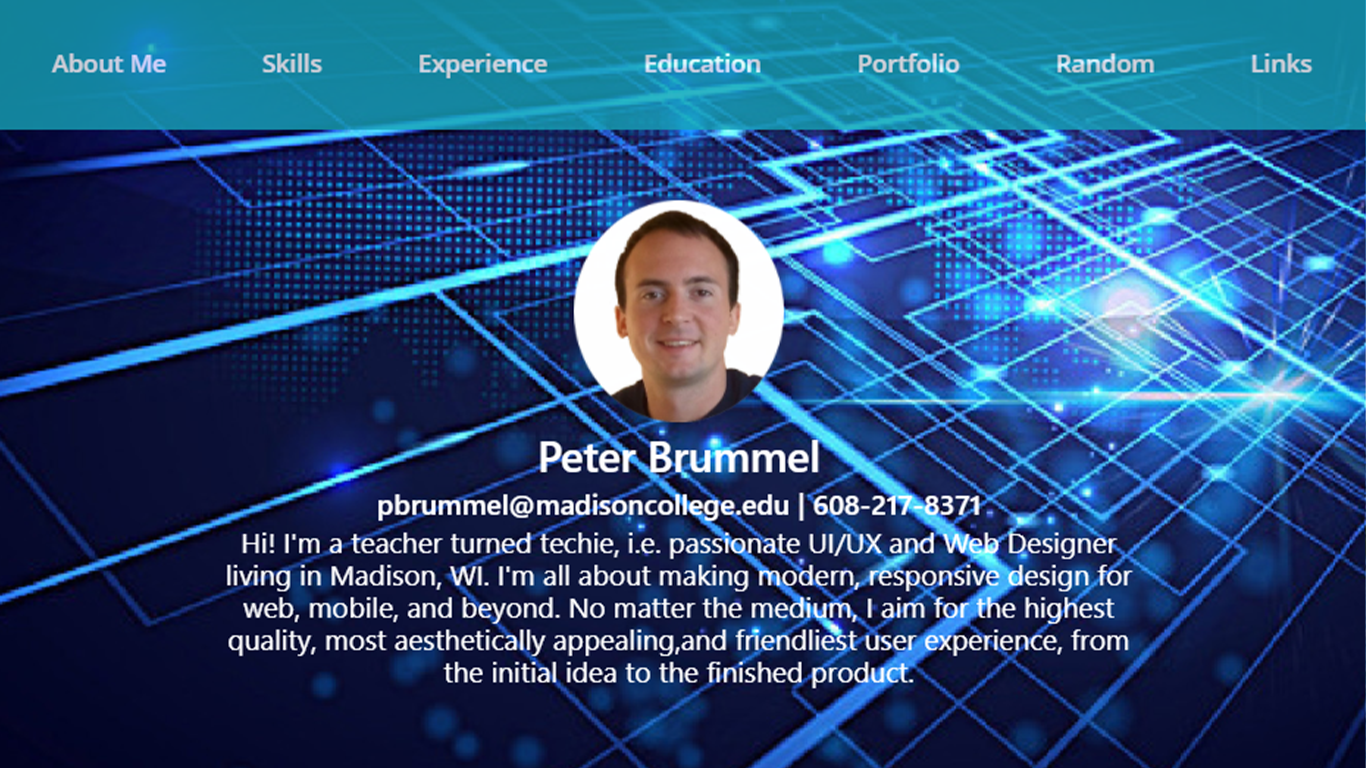 About Me Skills Experience Education Portfolio Random Links
Peter Brummel
pbrummel@madisoncollege.edu | 608-217-8371
Hi! I'm a teacher turned techie, i.e. passionate UI/UX and Web Designer
living in Madison, WI. I'm all about making modern, responsive design for
web, mobile, and beyond. No matter the medium, I aim for the highest
quality, most aesthetically appealing,and friendliest user experience, from
the initial idea to the finished product.